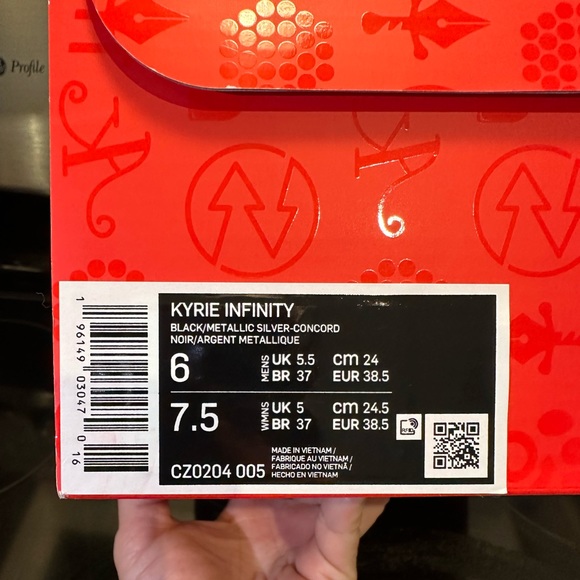 Profile
KYRIE INFINITY
BLACK/METALLIC SILVER-CONCORD
NOIR/ARGENT METALLIQUE
6 MENS UK 5.5 cm 24
BR 37 EUR 38.5
7.5 WMNS UK 5 cm 24.5
BR 37 EUR 38.5
CZ0204 005
MADE IN VIETNAM /
FABRIQUE AU VIETNAM /
FABRICADO NO VIETNÃ /
HECHO EN VIETNAM
1 96149 03047 0 16